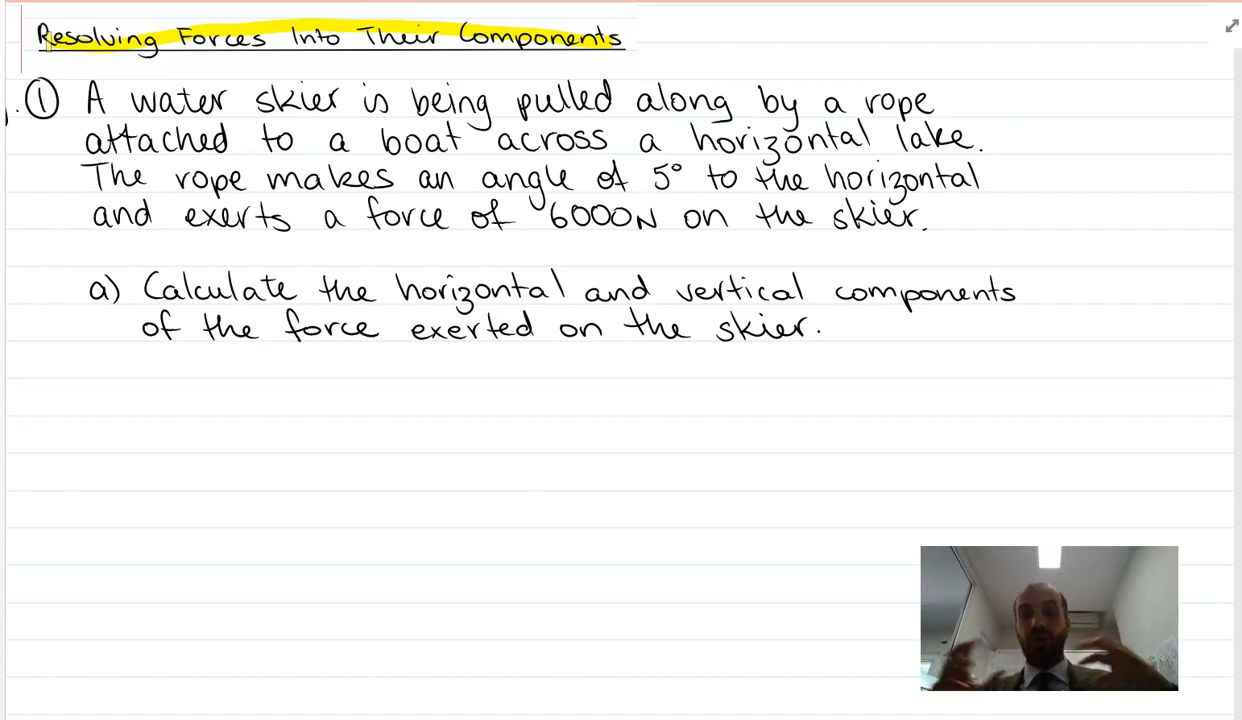 Resolving Forces Into Their Components
① A water skier is being pulled along by a rope
attached to a boat across a horizontal lake.
The rope makes an angle of 5° to the horizontal
and exerts a force of 6000N on the skier.
a) Calculate the horizontal and vertical components
of the force exerted on the skier.